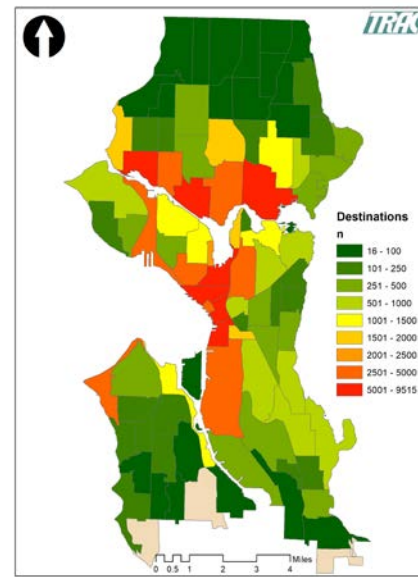 TRAC
Destinations
n
16 - 100
101 - 250
251 - 500
501 - 1000
1001 - 1500
1501 - 2000
2001 - 2500
2501 - 5000
5001 - 9515
Miles
0 0.5 1 2 3 4